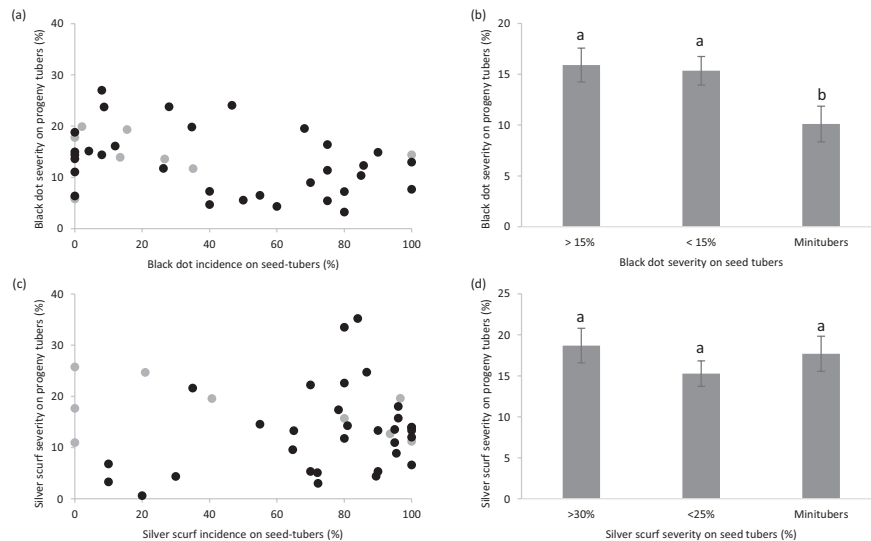 (a)
Black dot severity on progeny tubers (%)
40
30
20
10
0
0 20 40 60 80 100
Black dot incidence on seed-tubers (%)
(b)
Black dot severity on progeny tubers (%)
20
15
10
5
0
a a b
> 15% < 15% Minitubers
Black dot severity on seed tubers
(c)
Silver scurf severity on progeny tubers (%)
40
30
20
10
0
0 20 40 60 80 100
Silver scurf incidence on seed-tubers (%)
(d)
Silver scurf severity on progeny tubers (%)
25
20
15
10
5
0
a a a
>30% <25% Minitubers
Silver scurf severity on seed tubers (%)